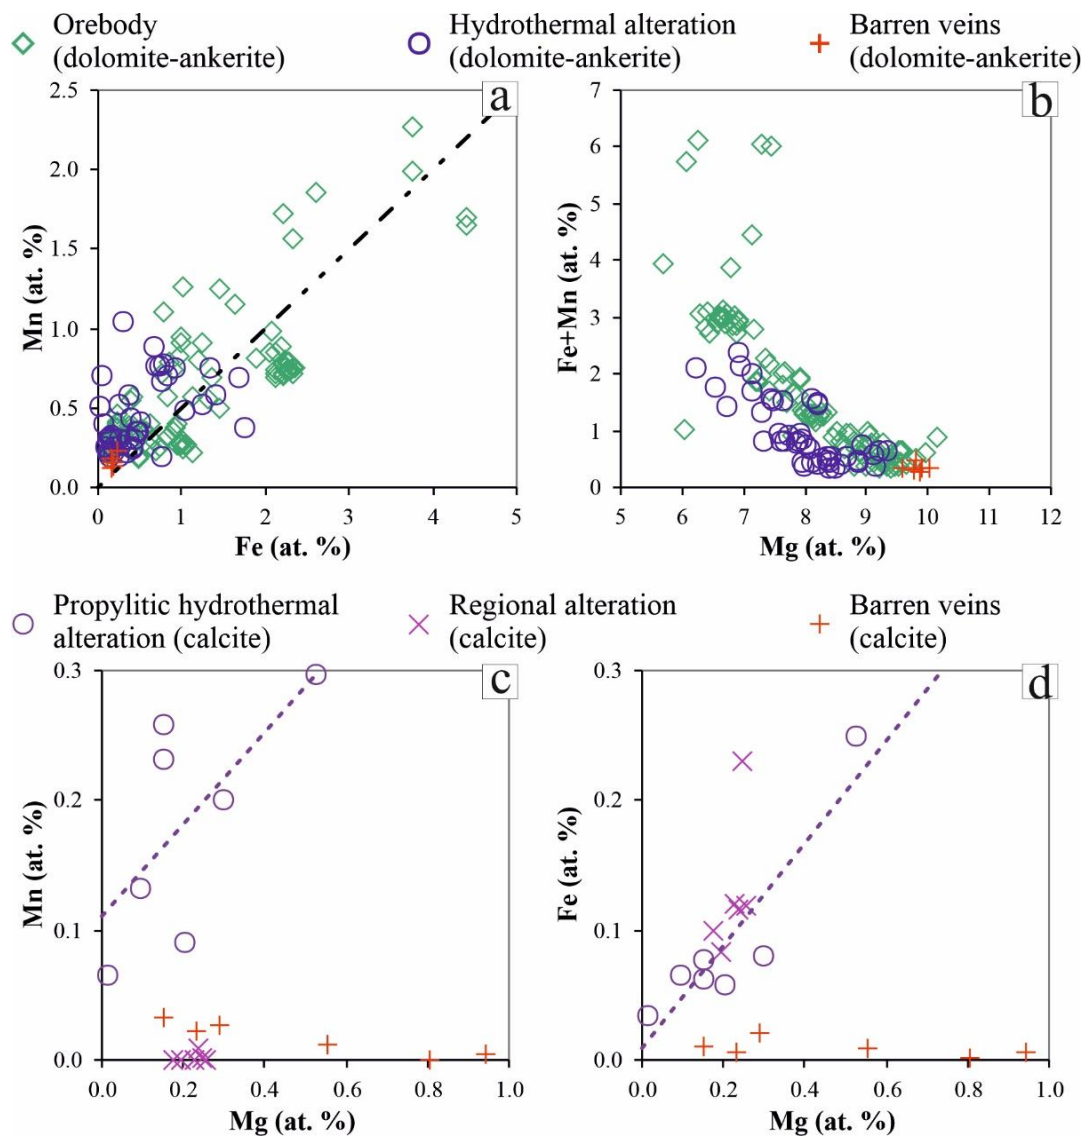 Orebody
(dolomite-ankerite)
Hydrothermal alteration
(dolomite-ankerite)
Barren veins
(dolomite-ankerite)
a
2.5
2.0
1.5
1.0
0.5
0.0
Mn (at. %)
0 1 2 3 4 5
Fe (at. %)
b
7
6
5
4
3
2
1
0
Fe+Mn (at. %)
5 6 7 8 9 10 11 12
Mg (at. %)
Propylitic hydrothermal
alteration (calcite)
Regional alteration
(calcite)
Barren veins
(calcite)
c
0.3
0.2
0.1
0.0
Mn (at. %)
0.0 0.2 0.4 0.6 0.8 1.0
Mg (at. %)
d
0.3
0.2
0.1
0.0
Fe (at. %)
0.0 0.2 0.4 0.6 0.8 1.0
Mg (at. %)